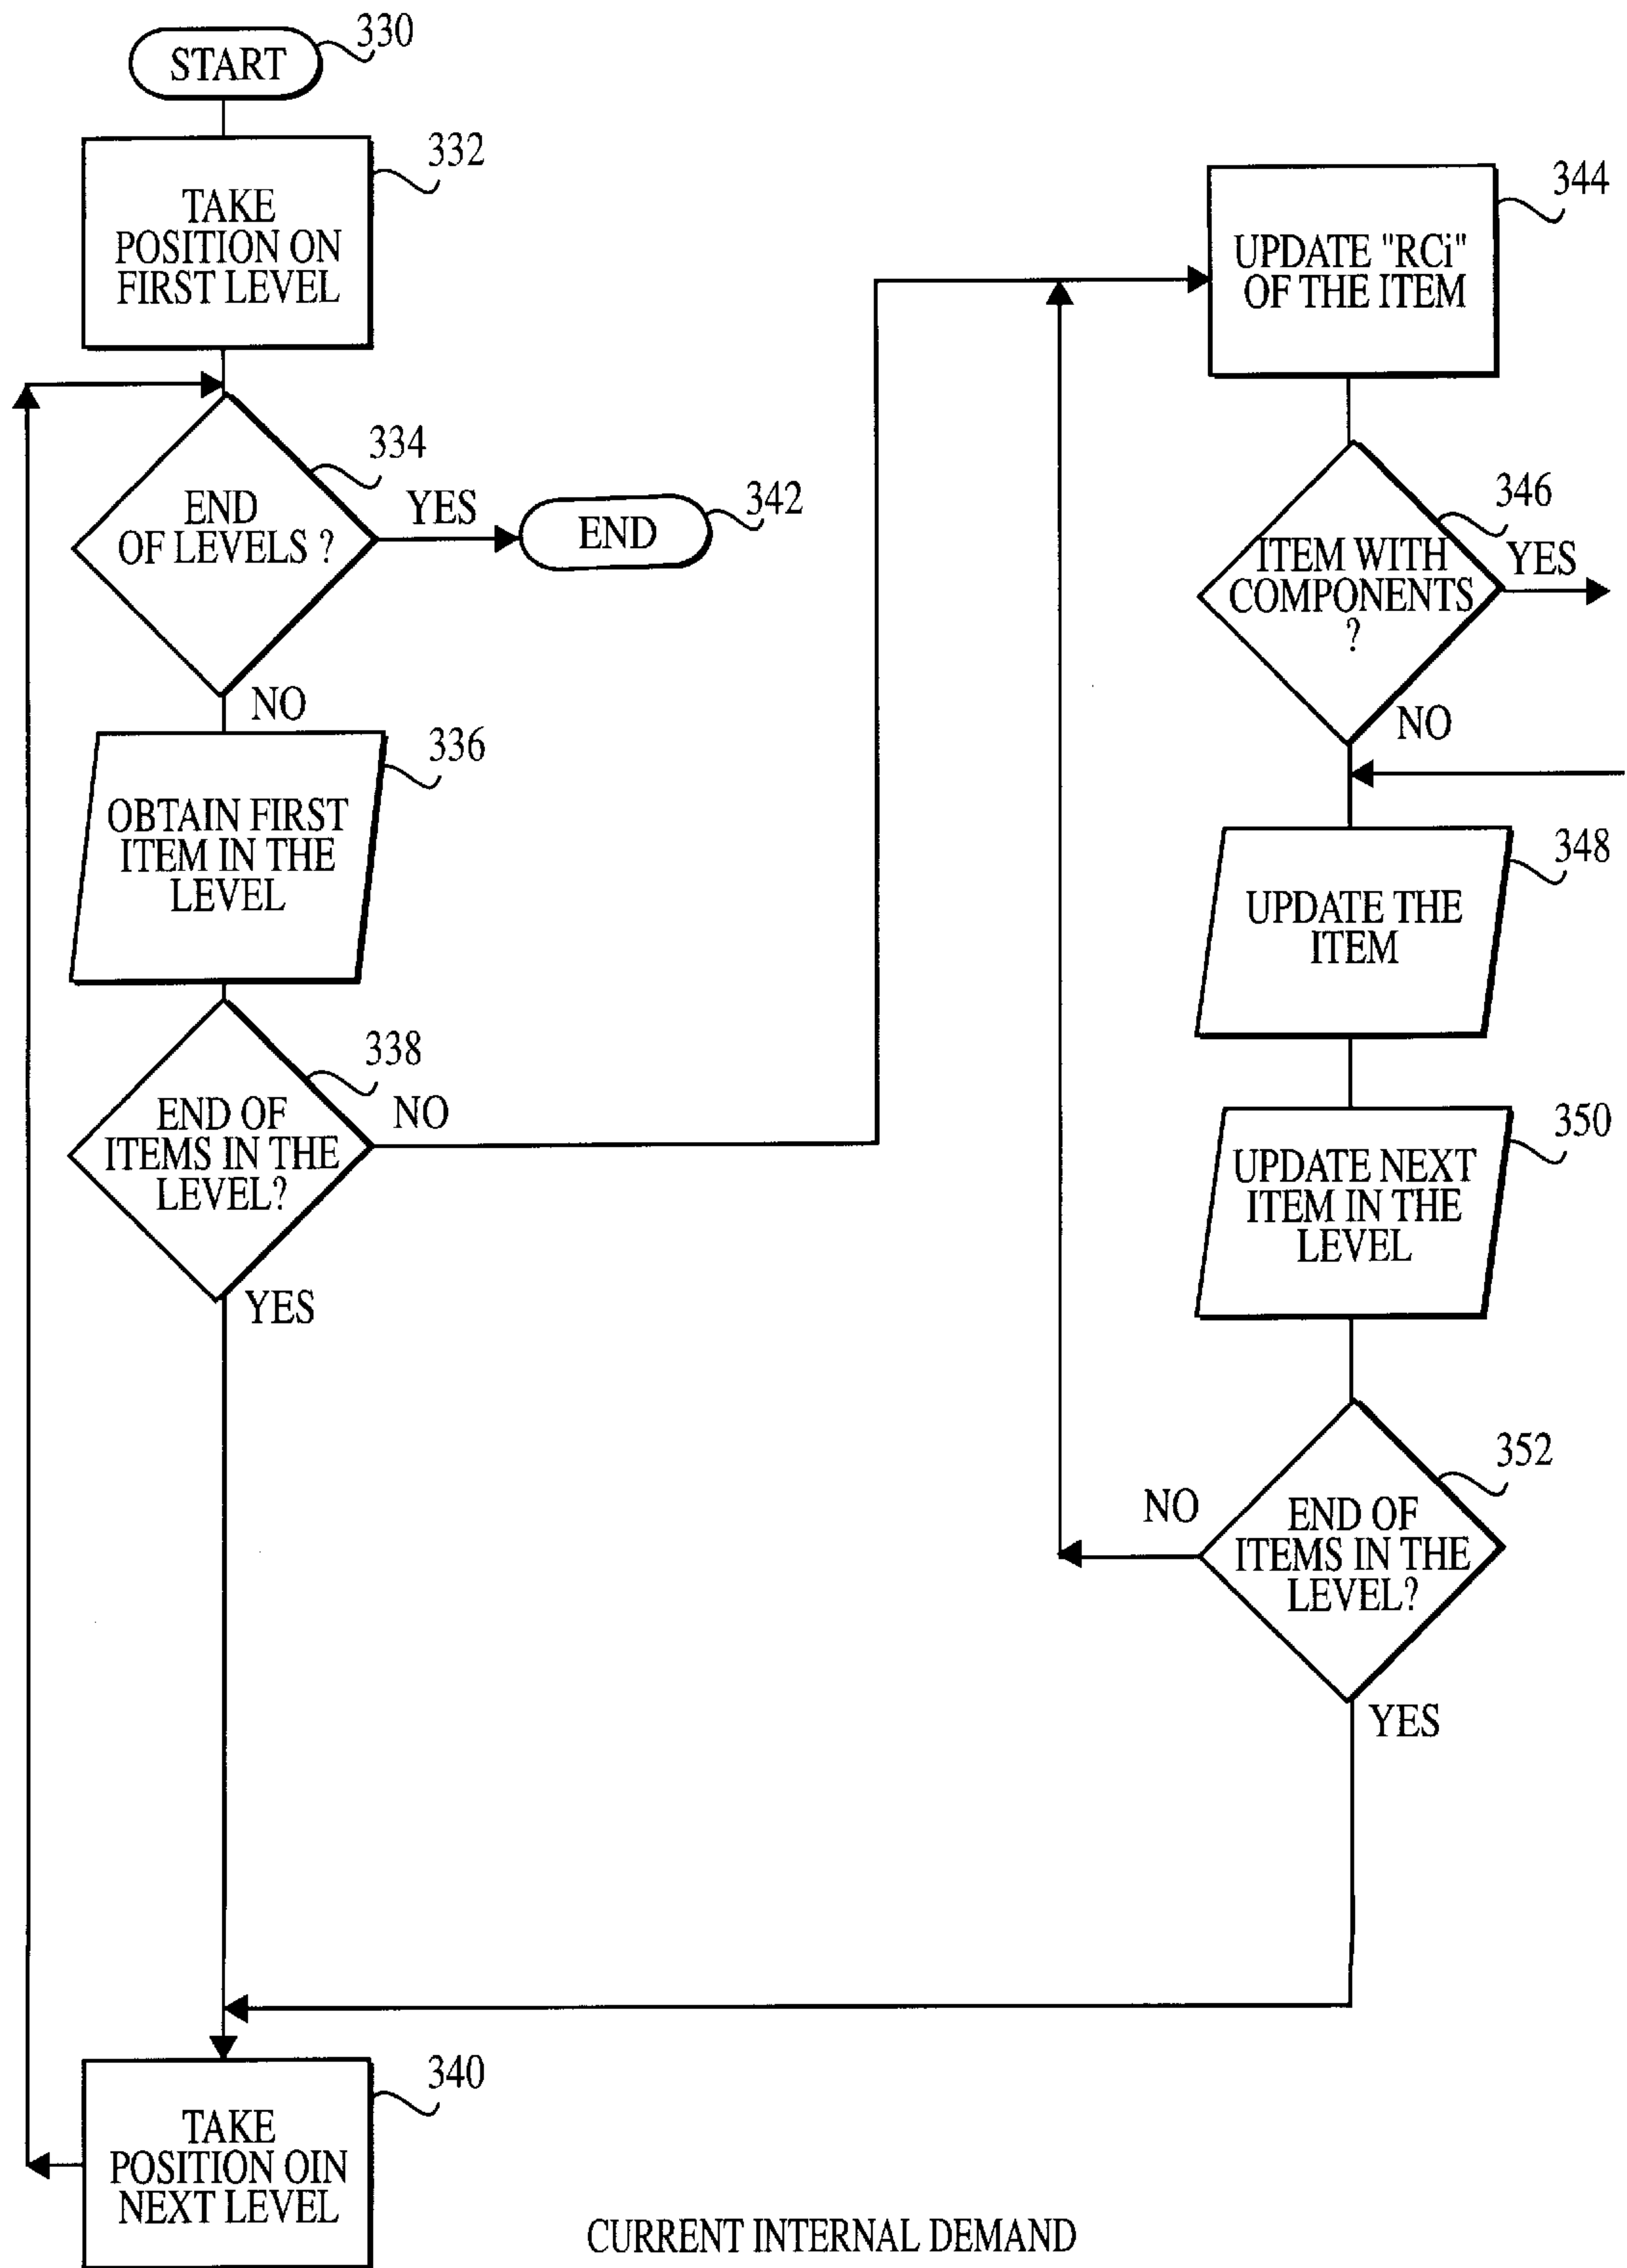 START
330
TAKE
POSITION ON
FIRST LEVEL
332
END
OF LEVELS ?
334
YES
END
342
NO
OBTAIN FIRST
ITEM IN THE
LEVEL
336
END OF
ITEMS IN THE
LEVEL?
338
NO
YES
TAKE
POSITION OIN
NEXT LEVEL
340
UPDATE "RCi"
OF THE ITEM
344
ITEM WITH
COMPONENTS
?
346
YES
NO
UPDATE THE
ITEM
348
UPDATE NEXT
ITEM IN THE
LEVEL
350
END OF
ITEMS IN THE
LEVEL?
352
NO
YES
CURRENT INTERNAL DEMAND